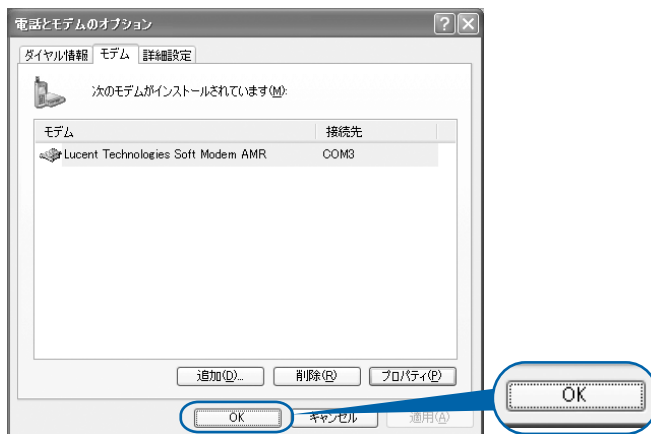 電話とモデムのオプション
ダイヤル情報 モデム 詳細設定
次のモデムがインストールされています(M):
モデム 接続先
Lucent Technologies Soft Modem AMR COM3
追加(D)... 削除(R) プロパティ(P)
OK キャンセル 適用(A)
OK